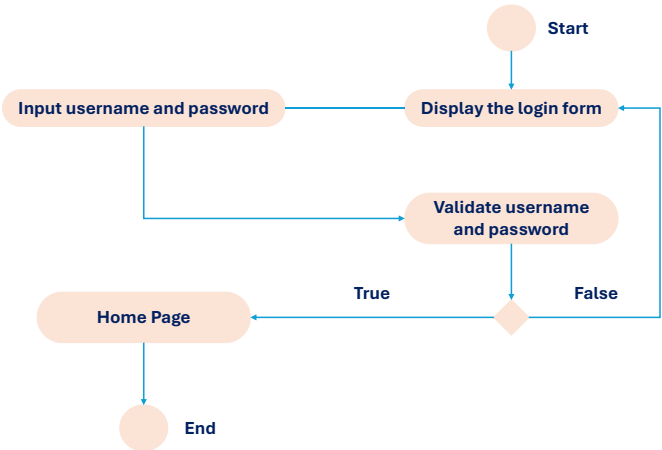 Start
Input username and password
Display the login form
Validate username
and password
True
False
Home Page
End